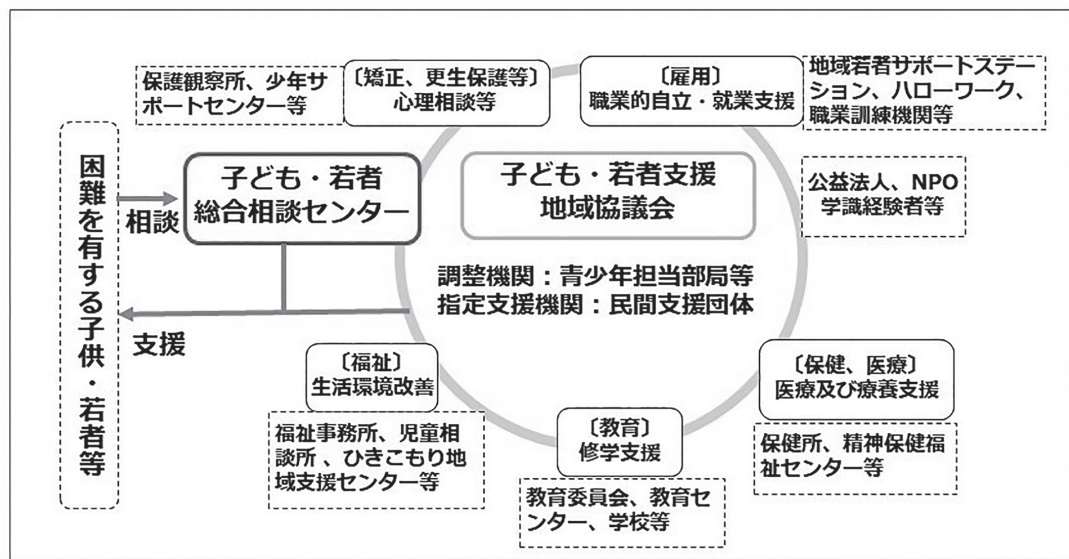 保護観察所、少年サ
ポートセンター等
〔矯正、更生保護等〕
心理相談等
〔雇用〕
職業的自立・就業支援
地域若者サポートステー
ション、ハローワーク、
職業訓練機関等
困難を有する子供・若者等
相談
子ども・若者
総合相談センター
子ども・若者支援
地域協議会
公益法人、NPO
学識経験者等
調整機関：青少年担当部局等
指定支援機関：民間支援団体
支援
〔福祉〕
生活環境改善
福祉事務所、児童相
談所 、ひきこもり地
域支援センター等
〔教育〕
修学支援
教育委員会、教育セ
ンター、学校等
〔保健、医療〕
医療及び療養支援
保健所、精神保健福
祉センター等